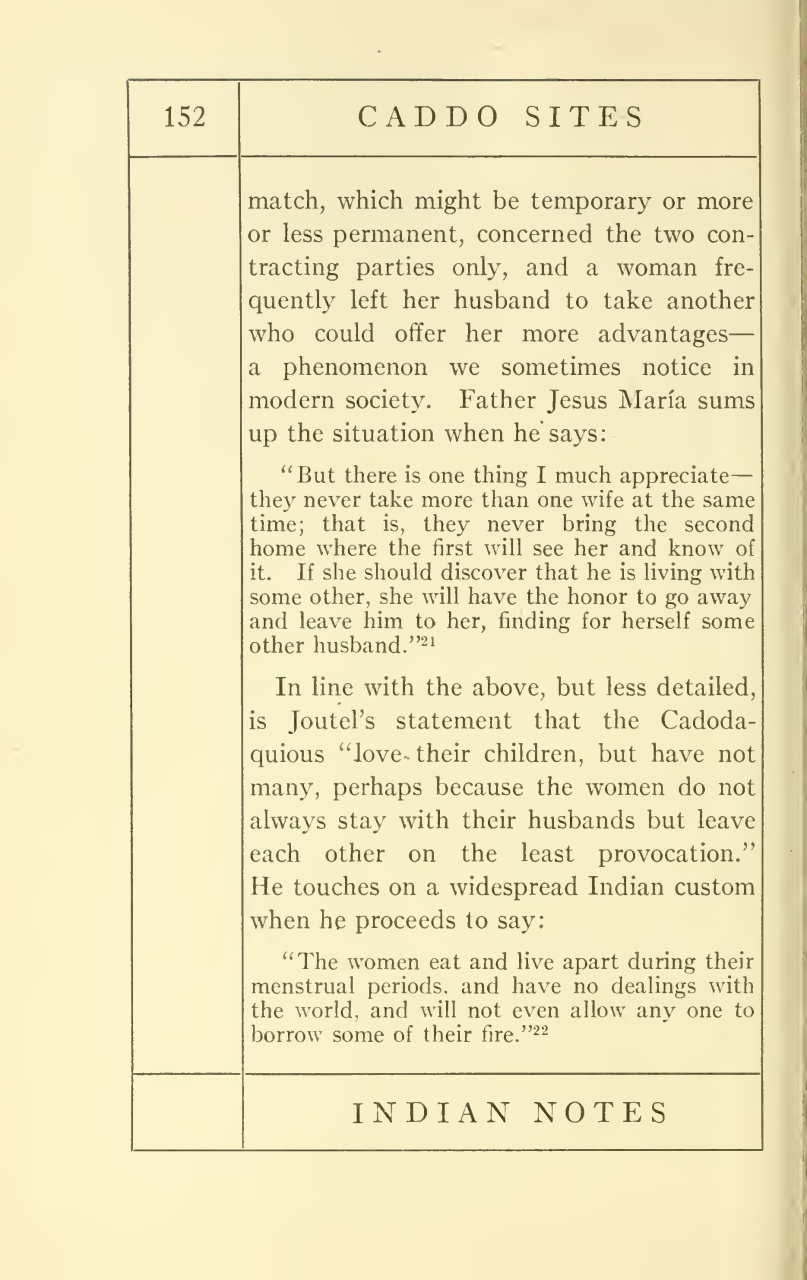 152
CADDO SITES
match, which might be temporary or more
or less permanent, concerned the two con-
tracting parties only, and a woman fre-
quently left her husband to take another
who could offer her more advantages—
a phenomenon we sometimes notice in
modern society. Father Jesus María sums
up the situation when he says:
“But there is one thing I much appreciate—
they never take more than one wife at the same
time; that is, they never bring the second
home where the first will see her and know of
it. If she should discover that he is living with
some other, she will have the honor to go away
and leave him to her, finding for herself some
other husband.”21
In line with the above, but less detailed,
is Joutel’s statement that the Cadoda-
quious “love their children, but have not
many, perhaps because the women do not
always stay with their husbands but leave
each other on the least provocation.”
He touches on a widespread Indian custom
when he proceeds to say:
“The women eat and live apart during their
menstrual periods, and have no dealings with
the world, and will not even allow any one to
borrow some of their fire.”22
INDIAN NOTES